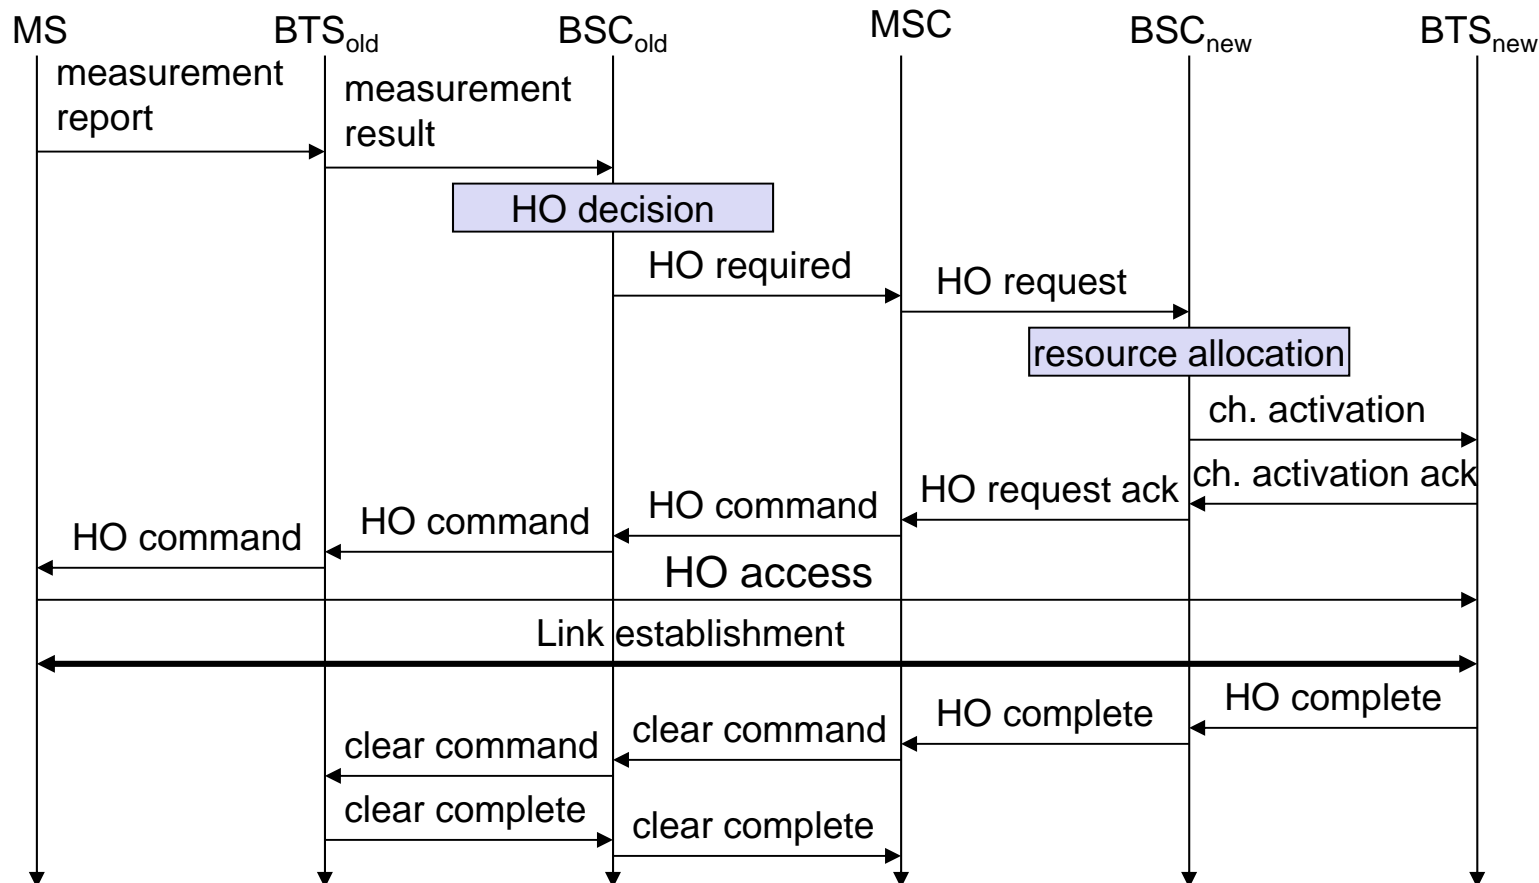 MS
BTSold
BSCold
MSC
BSCnew
BTSnew
measurement
report
measurement
result
HO decision
HO required
HO request
resource allocation
ch. activation
ch. activation ack
HO request ack
HO command
HO command
HO command
HO access
Link establishment
HO complete
HO complete
clear command
clear command
clear complete
clear complete